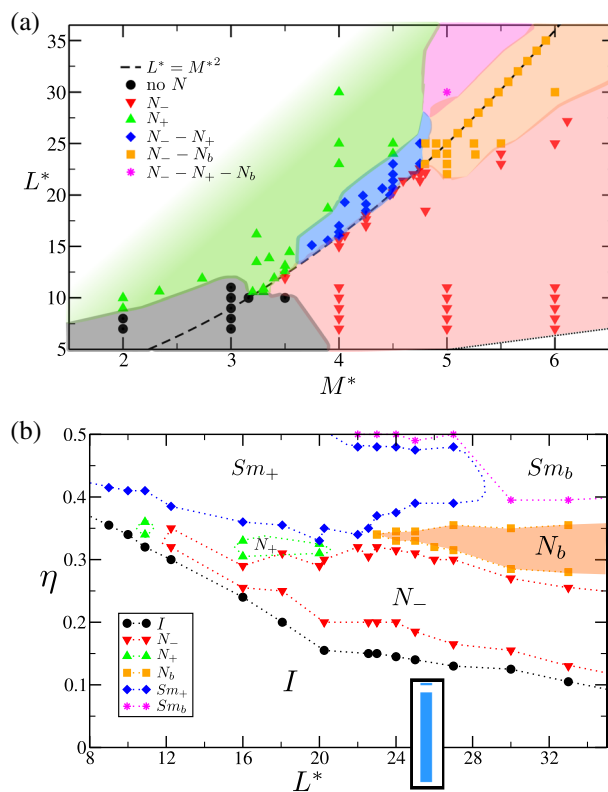 (a)
35
30
25
L*
20
15
10
5
L* = M*²
no N
N₋
N₊
N₋ − N₊
N₋ − N_b
N₋ − N₊ − N_b
2 3 4 5 6
M*
(b)
0.5
0.4
η 0.3
0.2
0.1
0
Sm₊
Sm_b
N₊
N_b
N₋
I
I
N₋
N₊
N_b
Sm₊
Sm_b
8 12 16 20 24 28 32
L*